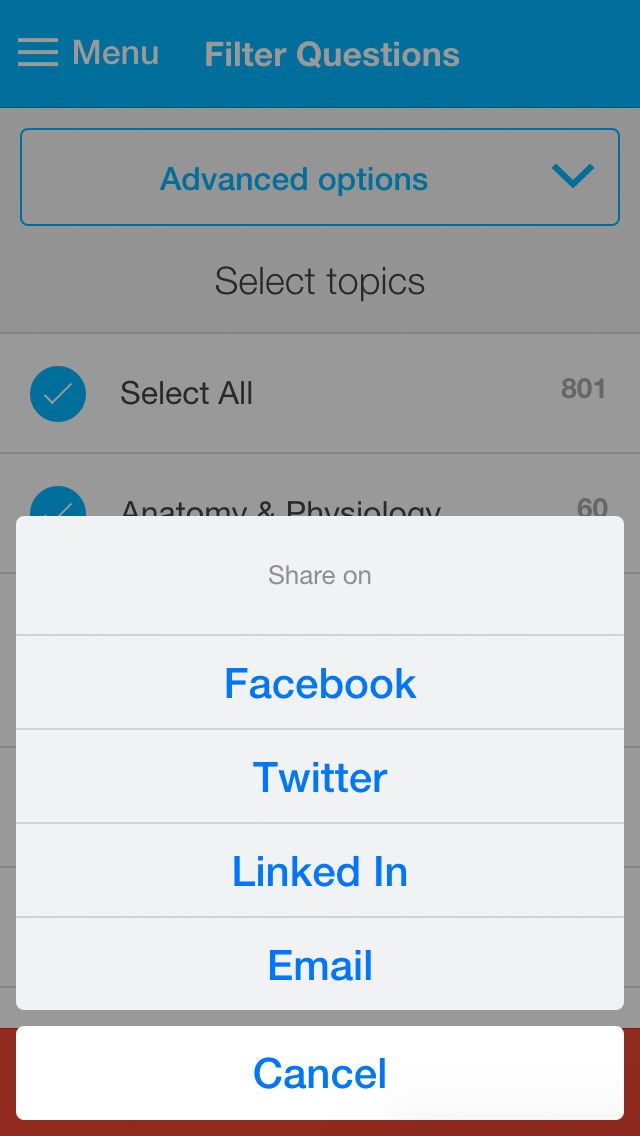 Menu Filter Questions
Advanced options
Select topics
Select All 801
Anatomy & Physiology 60
Share on
Facebook
Twitter
Linked In
Email
Cancel